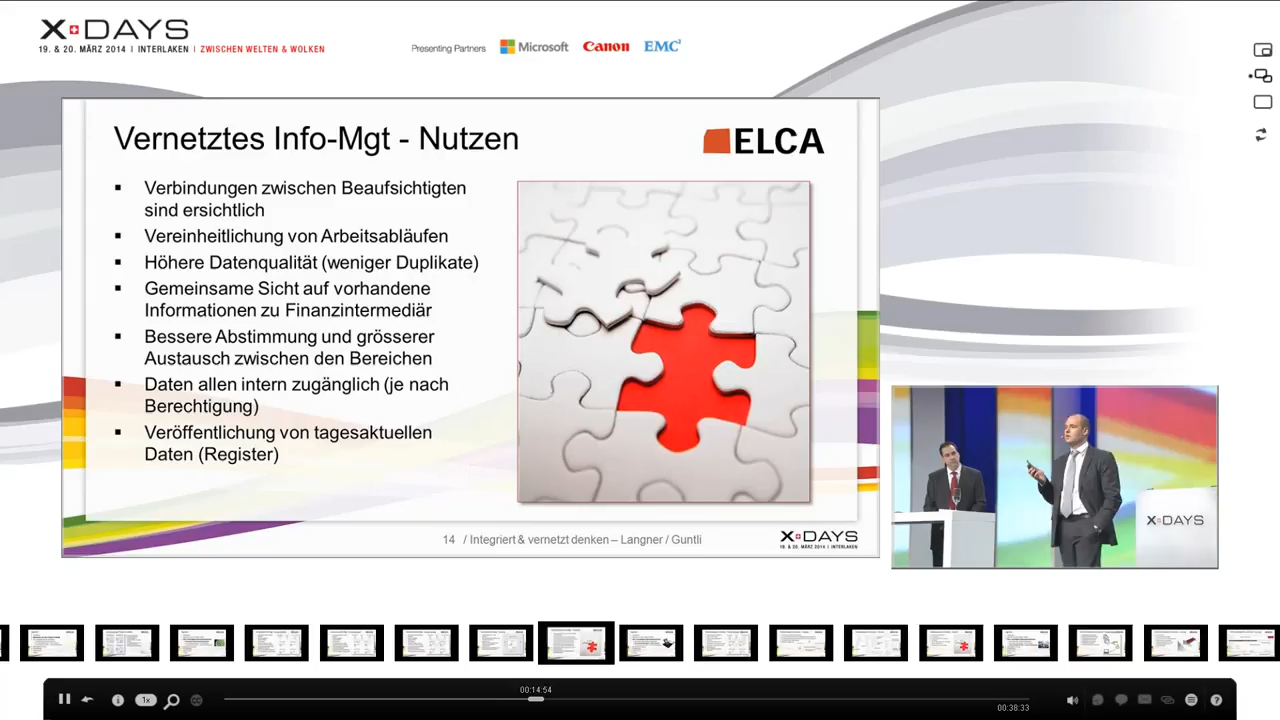 X+DAYS
19. & 20. MÄRZ 2014 | INTERLAKEN | ZWISCHEN WELTEN & WOLKEN
Presenting Partners Microsoft Canon EMC²
Vernetztes Info-Mgt - Nutzen
ELCA
▪ Verbindungen zwischen Beaufsichtigten
sind ersichtlich
▪ Vereinheitlichung von Arbeitsabläufen
▪ Höhere Datenqualität (weniger Duplikate)
▪ Gemeinsame Sicht auf vorhandene
Informationen zu Finanzintermediär
▪ Bessere Abstimmung und grösserer
Austausch zwischen den Bereichen
▪ Daten allen intern zugänglich (je nach
Berechtigung)
▪ Veröffentlichung von tagesaktuellen
Daten (Register)
14 / Integriert & vernetzt denken – Langner / Guntli
X+DAYS
19. & 20. MÄRZ 2014 | INTERLAKEN
X+DAYS
00:14:54
1x
00:38:33